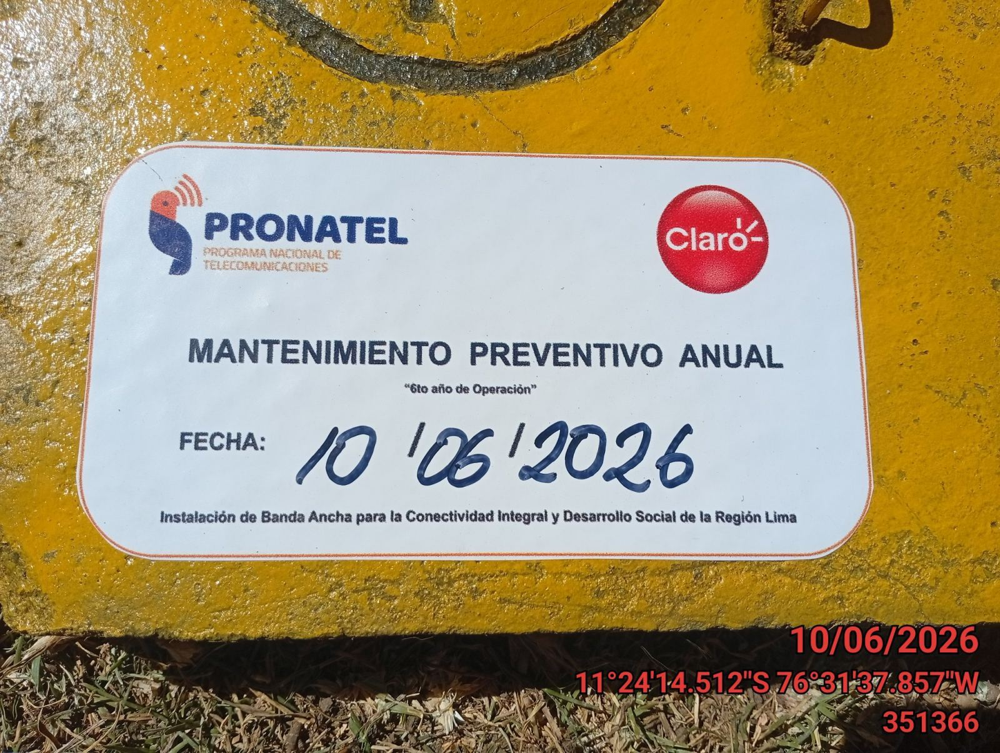 PRONATEL
PROGRAMA NACIONAL DE
TELECOMUNICACIONES
Claro
MANTENIMIENTO PREVENTIVO ANUAL
“6to año de Operación”
FECHA: 10 / 06 / 2026
Instalación de Banda Ancha para la Conectividad Integral y Desarrollo Social de la Región Lima
10/06/2026
11°24'14.512"S 76°31'37.857"W
351366